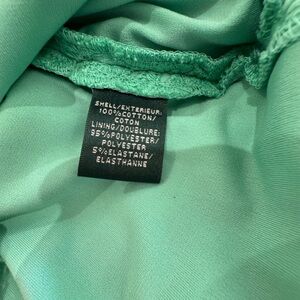 SHELL/EXTERIEUR:
100%COTTON/
COTON
LINING/DOUBLURE:
95%POLYESTER/
POLYESTER
5%ELASTANE/
ELASTHANNE